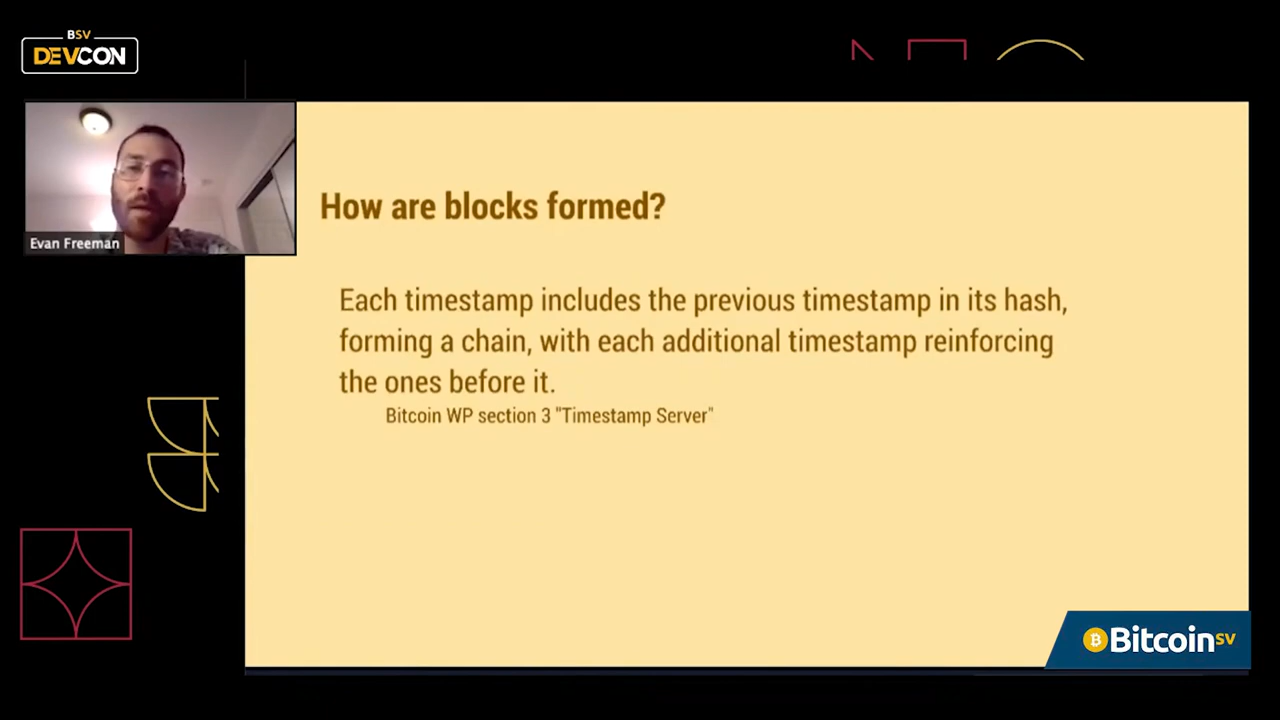 BSV
DEVCON
Evan Freeman
How are blocks formed?
Each timestamp includes the previous timestamp in its hash,
forming a chain, with each additional timestamp reinforcing
the ones before it.
Bitcoin WP section 3 "Timestamp Server"
BitcoinSV